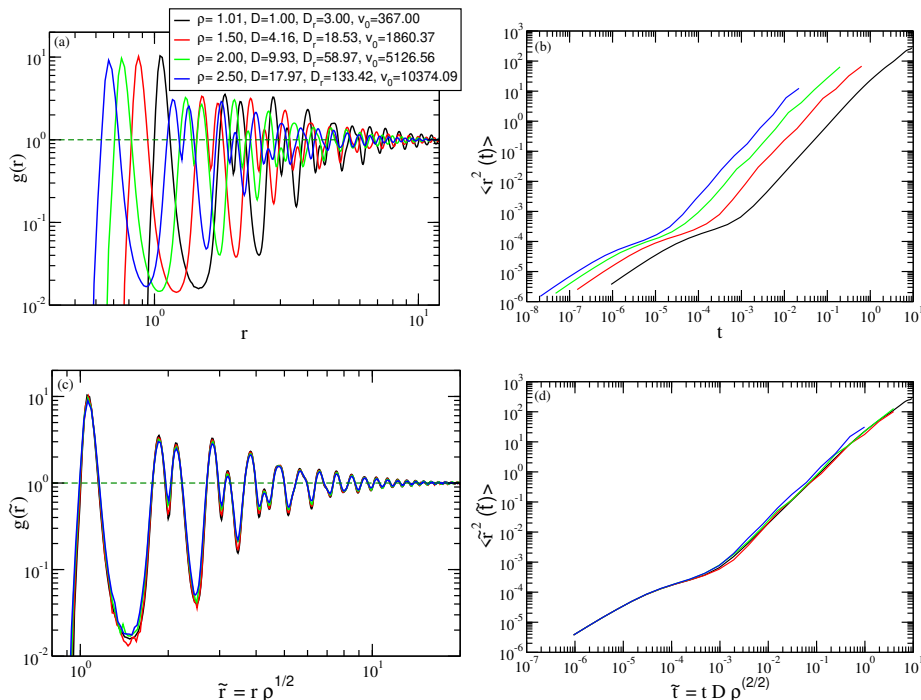 ρ= 1.01, D=1.00, D_r=3.00, v_0=367.00
ρ= 1.50, D=4.16, D_r=18.53, v_0=1860.37
ρ= 2.00, D=9.93, D_r=58.97, v_0=5126.56
ρ= 2.50, D=17.97, D_r=133.42, v_0=10374.09
(a)
10^1
10^0
10^-1
10^-2
g(r)
10^0 10^1
r
(b)
10^3
10^2
10^1
10^0
10^-1
10^-2
10^-3
10^-4
10^-5
10^-6
<r^2(t)>
10^-8 10^-7 10^-6 10^-5 10^-4 10^-3 10^-2 10^-1 10^0 10^1
t
(c)
10^1
10^0
10^-1
10^-2
g(r̃)
10^0 10^1
r̃ = r ρ^1/2
(d)
10^3
10^2
10^1
10^0
10^-1
10^-2
10^-3
10^-4
10^-5
10^-6
<r̃^2(t̃)>
10^-7 10^-6 10^-5 10^-4 10^-3 10^-2 10^-1 10^0 10^1
t̃ = t D ρ^(2/2)